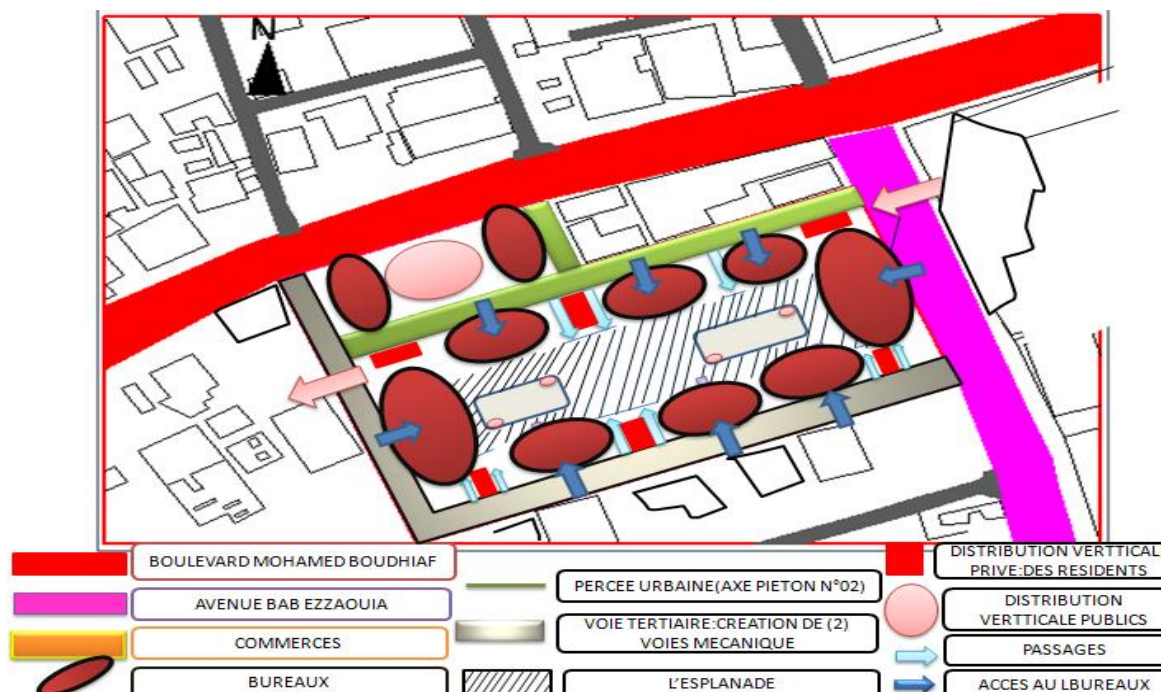 N
BOULEVARD MOHAMED BOUDHIAF
AVENUE BAB EZZAOUIA
COMMERCES
BUREAUX
PERCEE URBAINE(AXE PIETON N°02)
VOIE TERTIAIRE:CREATION DE (2)
VOIES MECANIQUE
L'ESPLANADE
DISTRIBUTION VERTTICALE
PRIVE:DES RESIDENTS
DISTRIBUTION
VERTTICALE PUBLICS
PASSAGES
ACCES AU LBUREAUX